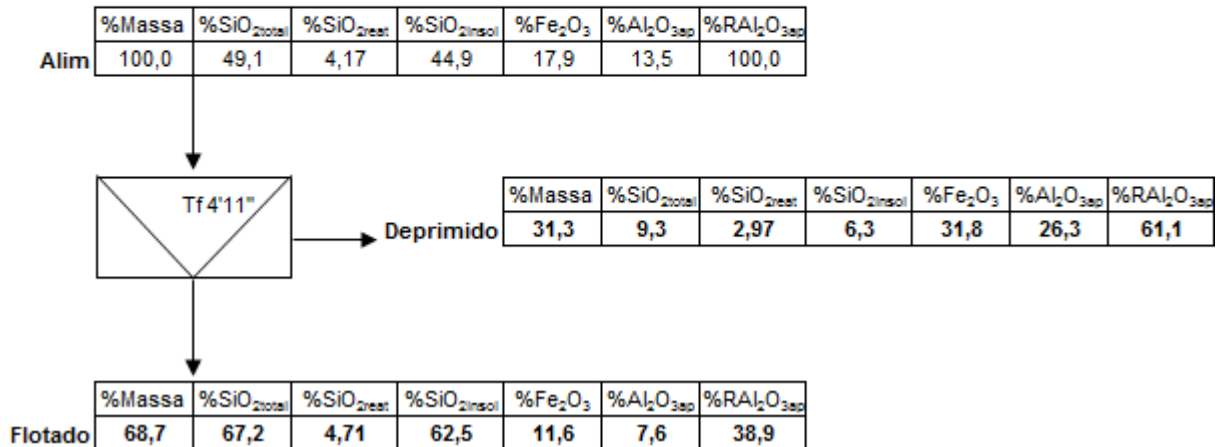 %Massa %SiO2total %SiO2reat %SiO2insol %Fe2O3 %Al2O3ap %RAl2O3ap
Alim 100,0 49,1 4,17 44,9 17,9 13,5 100,0
Tf 4'11"
%Massa %SiO2total %SiO2reat %SiO2insol %Fe2O3 %Al2O3ap %RAl2O3ap
Deprimido 31,3 9,3 2,97 6,3 31,8 26,3 61,1
%Massa %SiO2total %SiO2reat %SiO2insol %Fe2O3 %Al2O3ap %RAl2O3ap
Flotado 68,7 67,2 4,71 62,5 11,6 7,6 38,9